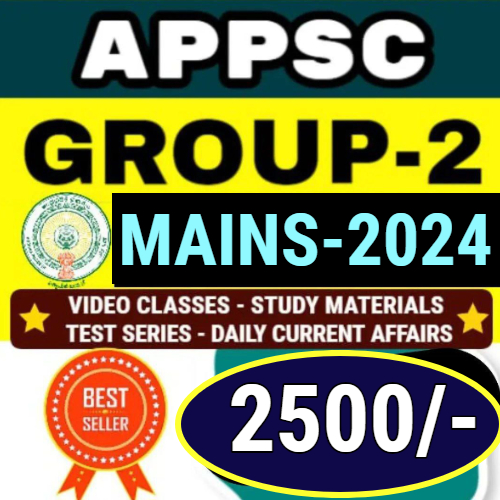 APPSC
GROUP-2
MAINS-2024
VIDEO CLASSES - STUDY MATERIALS
TEST SERIES - DAILY CURRENT AFFAIRS
BEST
SELLER
2500/-